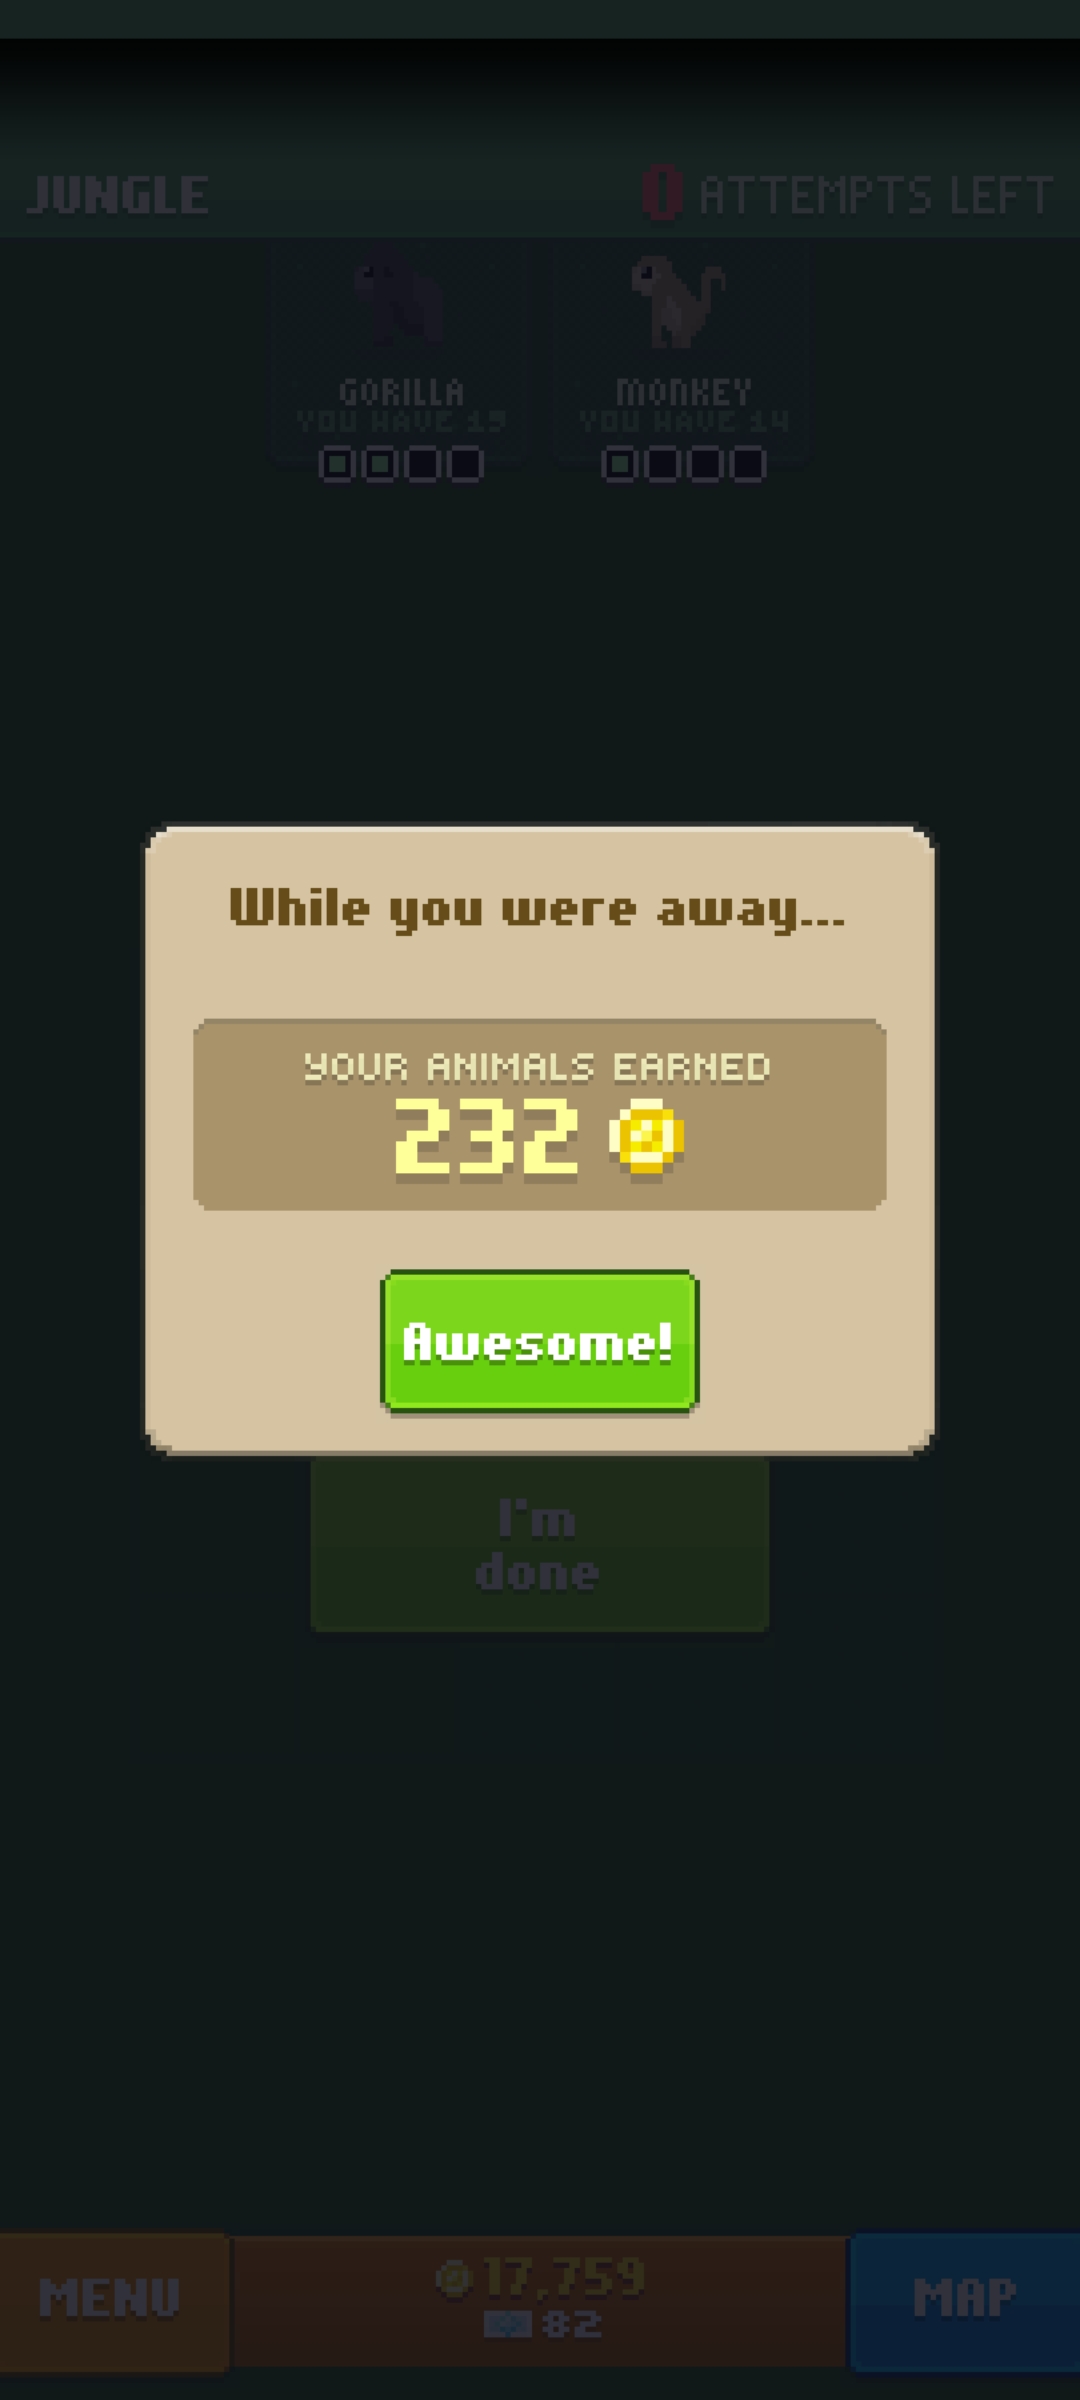 JUNGLE
0 ATTEMPTS LEFT
GORILLA
YOU HAVE 15
MONKEY
YOU HAVE 14
While you were away...
YOUR ANIMALS EARNED
232
Awesome!
I'm
done
MENU
17,759
82
MAP